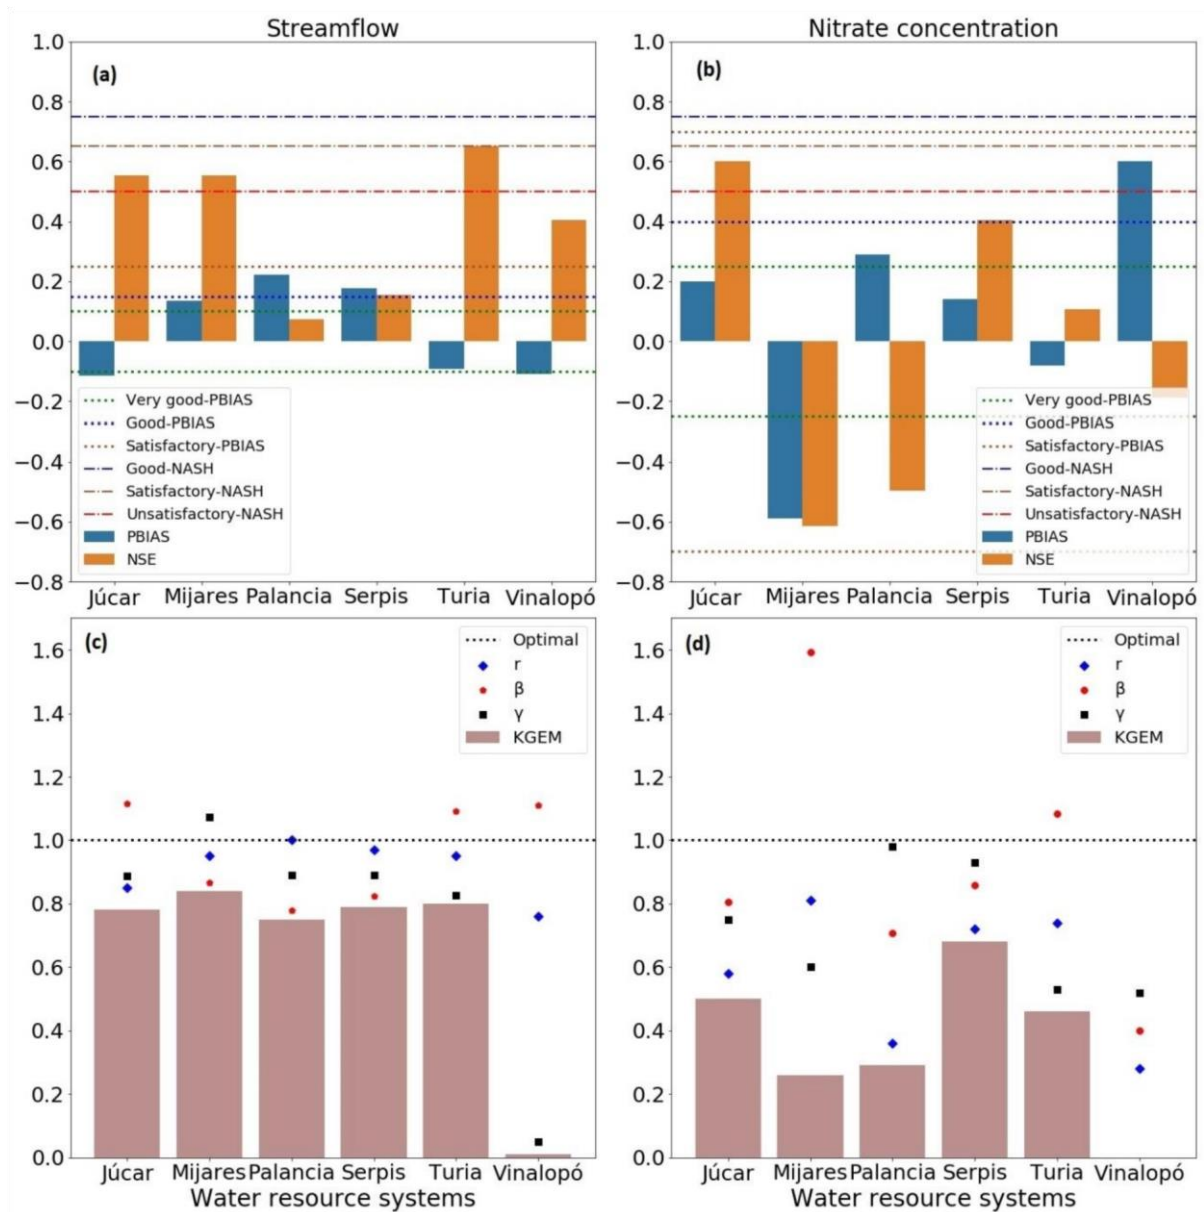 Streamflow
(a)
1.0
0.8
0.6
0.4
0.2
0.0
−0.2
−0.4
−0.6
−0.8
Very good-PBIAS
Good-PBIAS
Satisfactory-PBIAS
Good-NASH
Satisfactory-NASH
Unsatisfactory-NASH
PBIAS
NSE
Júcar Mijares Palancia Serpis Turia Vinalopó
Nitrate concentration
(b)
1.0
0.8
0.6
0.4
0.2
0.0
−0.2
−0.4
−0.6
−0.8
Very good-PBIAS
Good-PBIAS
Satisfactory-PBIAS
Good-NASH
Satisfactory-NASH
Unsatisfactory-NASH
PBIAS
NSE
Júcar Mijares Palancia Serpis Turia Vinalopó
(c)
1.6
1.4
1.2
1.0
0.8
0.6
0.4
0.2
0.0
Optimal
r
β
γ
KGEM
Júcar Mijares Palancia Serpis Turia Vinalopó
Water resource systems
(d)
1.6
1.4
1.2
1.0
0.8
0.6
0.4
0.2
0.0
Optimal
r
β
γ
KGEM
Júcar Mijares Palancia Serpis Turia Vinalopó
Water resource systems